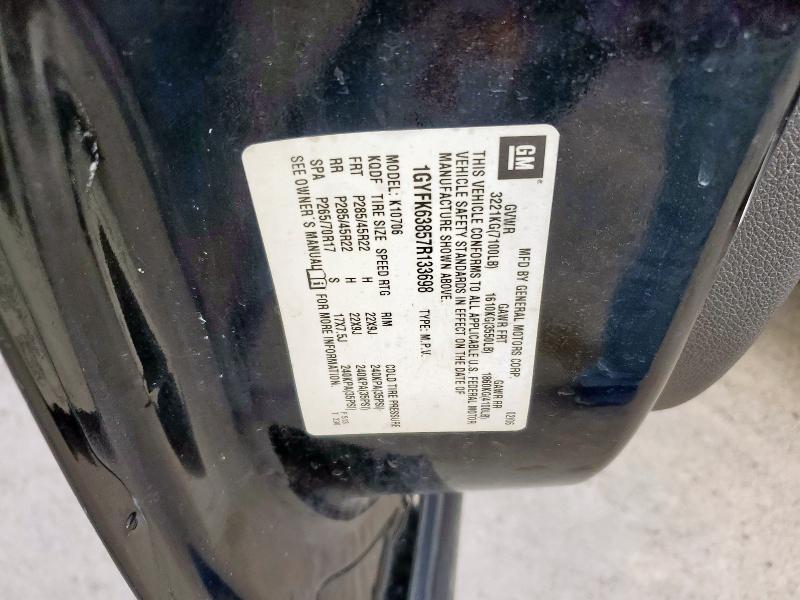 GM
MFD BY GENERAL MOTORS CORP.
GVWR GAWR FRT GAWR RR
3221KG(7100LB) 1610KG(3550LB) 1860KG(4100LB)
THIS VEHICLE CONFORMS TO ALL APPLICABLE U.S. FEDERAL MOTOR
VEHICLE SAFETY STANDARDS IN EFFECT ON THE DATE OF
MANUFACTURE SHOWN ABOVE.
1GYFK63857R133698 TYPE: M.P.V.
MODEL: K10706
KQDF TIRE SIZE SPEED RTG RIM COLD TIRE PRESSURE
FRT P285/45R22 H 22X9J 240KPA(35PSI)
RR P285/45R22 H 22X9J 240KPA(35PSI)
SPA P265/70R17 S 17X7.5J 240KPA(35PSI)
SEE OWNER'S MANUAL i FOR MORE INFORMATION.